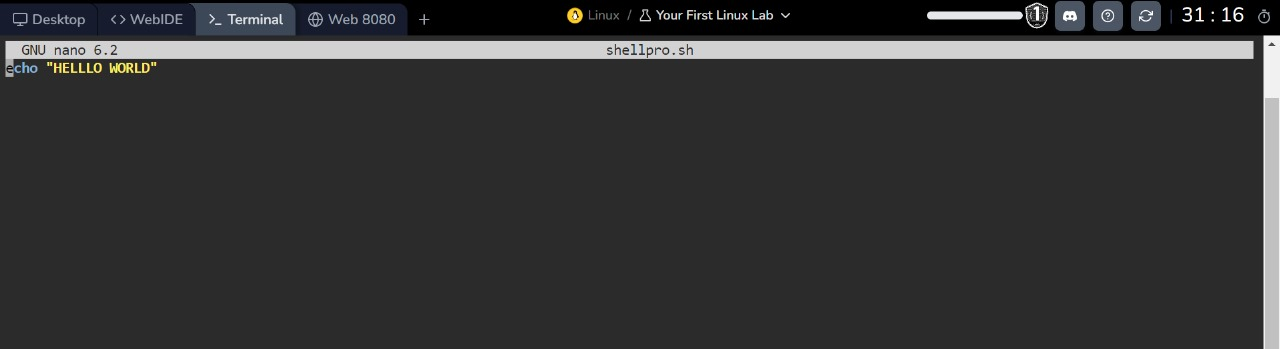 Desktop WebIDE Terminal Web 8080 + Linux / Your First Linux Lab 1 31 : 16
GNU nano 6.2 shellpro.sh
echo "HELLLO WORLD"